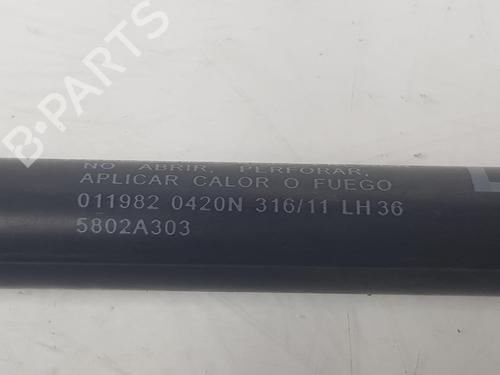 B-PARTS
NO ABRIR, PERFORAR,
APLICAR CALOR O FUEGO
011982 0420N 316/11 LH 36
5802A303